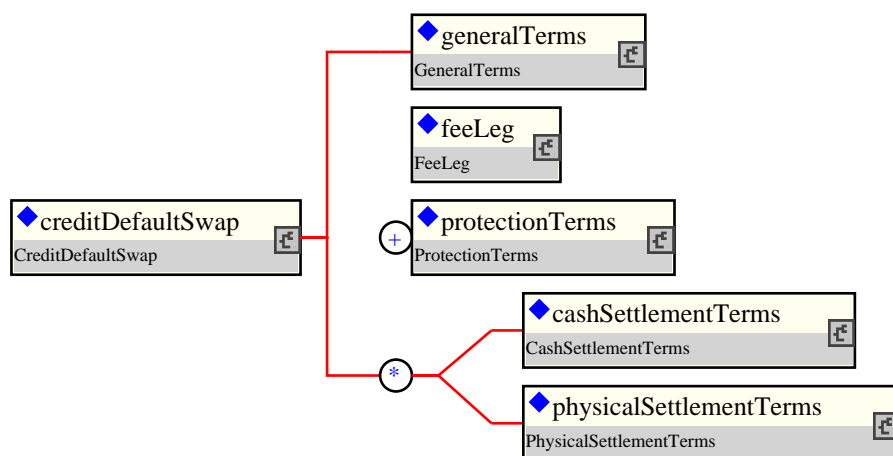 generalTerms
GeneralTerms
feeLeg
FeeLeg
creditDefaultSwap
CreditDefaultSwap
+
protectionTerms
ProtectionTerms
cashSettlementTerms
CashSettlementTerms
*
physicalSettlementTerms
PhysicalSettlementTerms